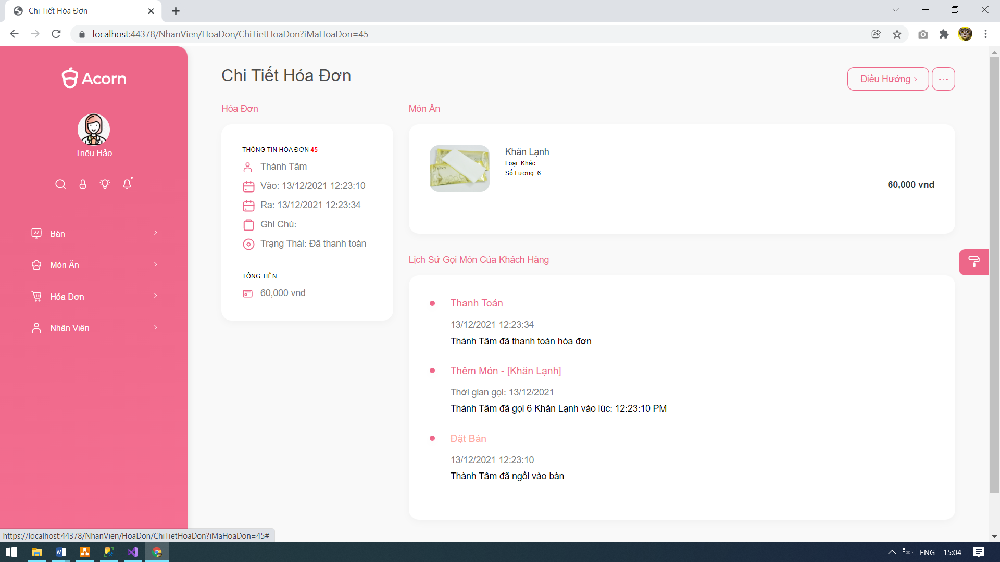 Chi Tiết Hóa Đơn
localhost:44378/NhanVien/HoaDon/ChiTietHoaDon?iMaHoaDon=45
Acorn
Triệu Hảo
Bàn
Món Ăn
Hóa Đơn
Nhân Viên
Chi Tiết Hóa Đơn
Điều Hướng
Hóa Đơn
THÔNG TIN HÓA ĐƠN 45
Thành Tâm
Vào: 13/12/2021 12:23:10
Ra: 13/12/2021 12:23:34
Ghi Chú:
Trạng Thái: Đã thanh toán
TỔNG TIỀN
60,000 vnđ
Món Ăn
Khăn Lạnh
Loại: Khác
Số Lượng: 6
60,000 vnđ
Lịch Sử Gọi Món Của Khách Hàng
Thanh Toán
13/12/2021 12:23:34
Thành Tâm đã thanh toán hóa đơn
Thêm Món - [Khăn Lạnh]
Thời gian gọi: 13/12/2021
Thành Tâm đã gọi 6 Khăn Lạnh vào lúc: 12:23:10 PM
Đặt Bàn
13/12/2021 12:23:10
Thành Tâm đã ngồi vào bàn
https://localhost:44378/NhanVien/HoaDon/ChiTietHoaDon?iMaHoaDon=45#
ENG
15:04